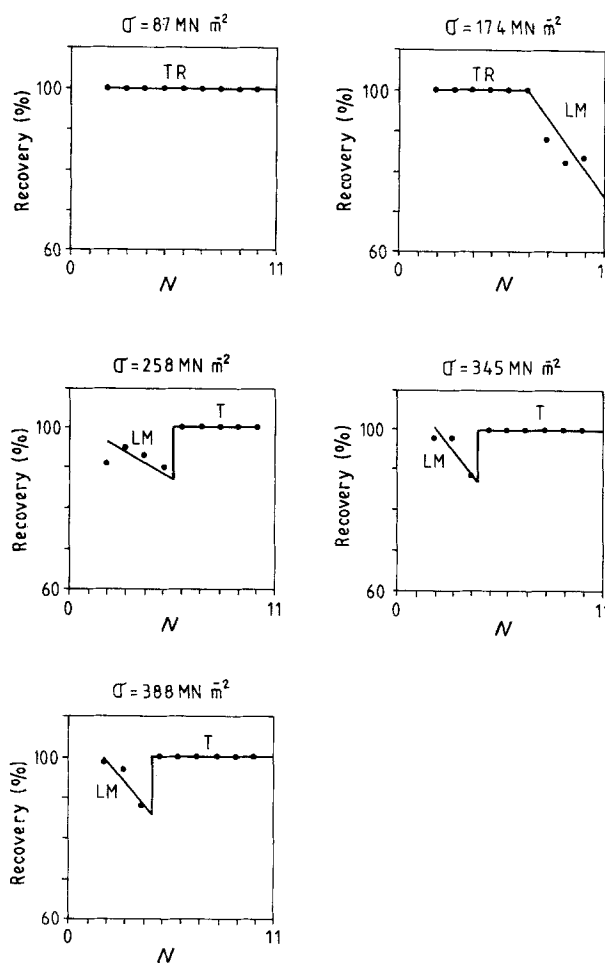 σ = 87 MN m̄²
Recovery (%)
100
60
TR
0
11
N
σ = 174 MN m̄²
Recovery (%)
100
60
TR
LM
0
1
N
σ = 258 MN m̄²
Recovery (%)
100
60
LM
T
0
11
N
σ = 345 MN m̄²
Recovery (%)
100
60
LM
T
0
11
N
σ = 388 MN m̄²
Recovery (%)
100
60
LM
T
0
11
N